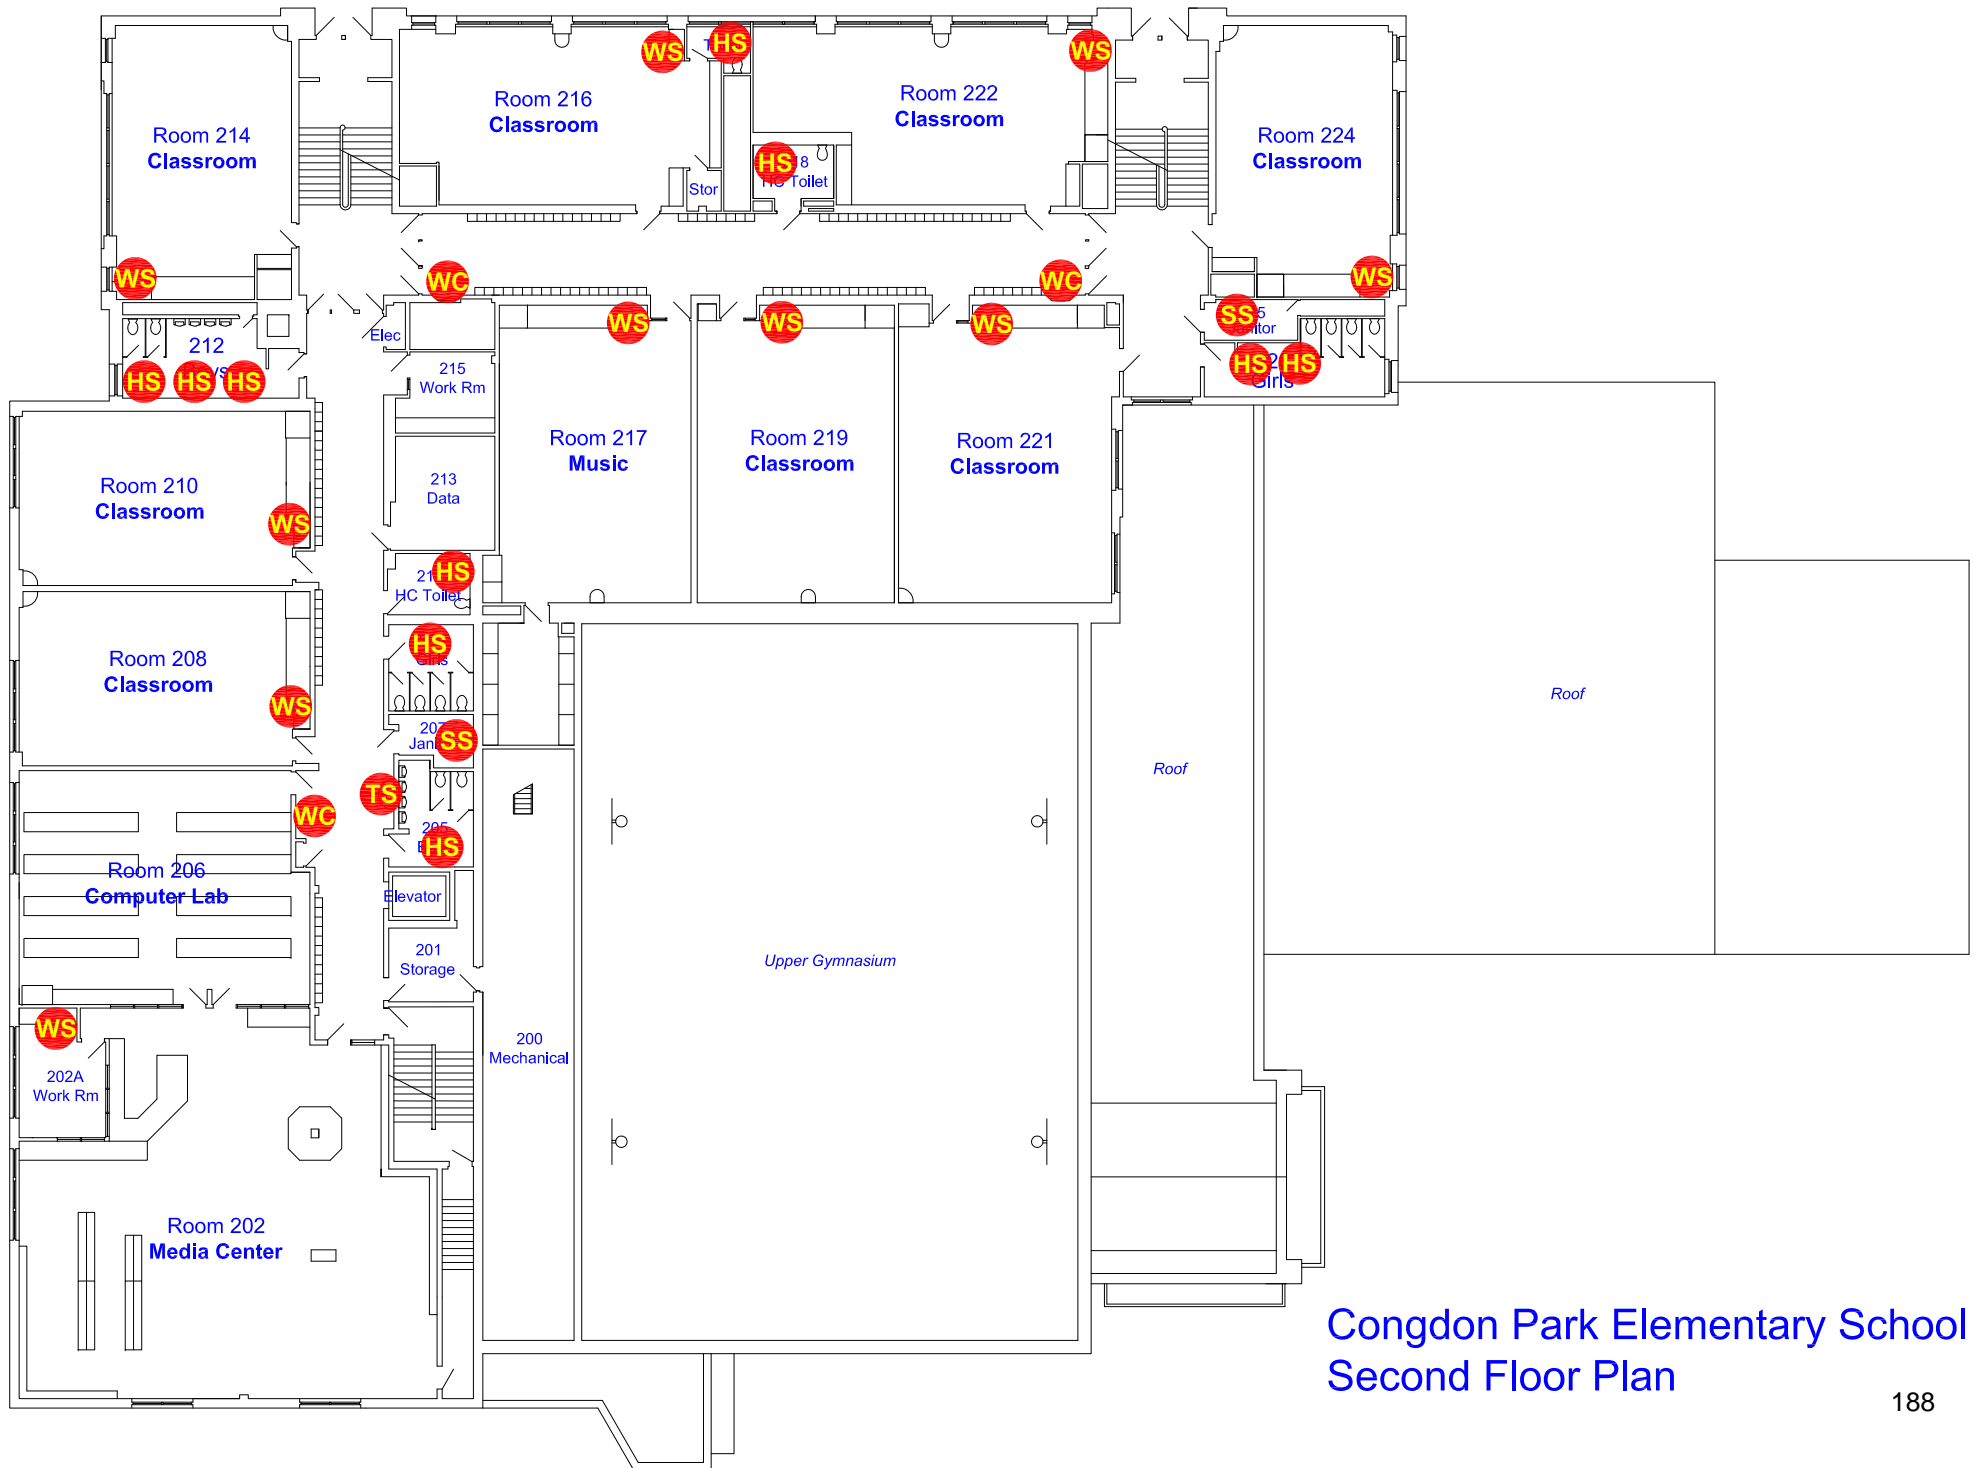 WS
HS
WS
Room 216
Classroom
Room 222
Classroom
Room 214
Classroom
Room 224
Classroom
HS
HC Toilet
Stor
WS
WC
WC
WS
WS
WS
WS
SS
Elec
212
HS
HS
HS
215
Work Rm
HS
HS
Girls
Room 217
Music
Room 219
Classroom
Room 221
Classroom
213
Data
Room 210
Classroom
WS
HS
HC Toilet
HS
Girls
Room 208
Classroom
WS
SS
TS
WC
205
HS
Room 206
Computer Lab
Elevator
201
Storage
Roof
Roof
Upper Gymnasium
WS
202A
Work Rm
200
Mechanical
Room 202
Media Center
Congdon Park Elementary School
Second Floor Plan
188